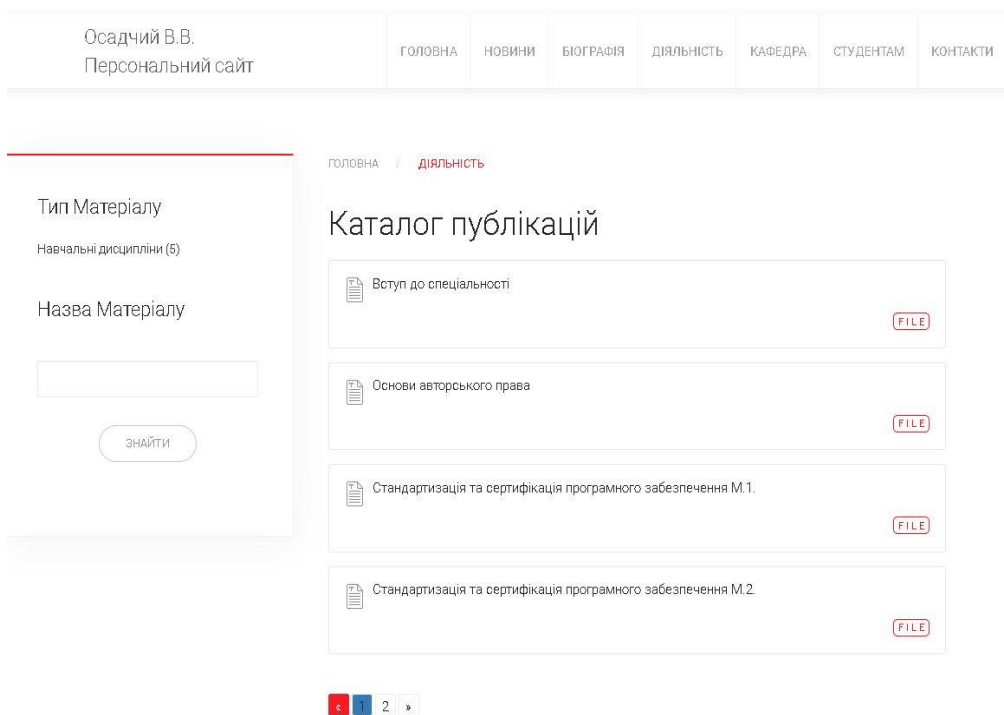 Осадчий В.В.
Персональний сайт
ГОЛОВНА НОВИНИ БІОГРАФІЯ ДІЯЛЬНІСТЬ КАФЕДРА СТУДЕНТАМ КОНТАКТИ
ГОЛОВНА / ДІЯЛЬНІСТЬ
Тип Матеріалу
Навчальні дисципліни (5)
Назва Матеріалу
ЗНАЙТИ
Каталог публікацій
Вступ до спеціальності
FILE
Основи авторського права
FILE
Стандартизація та сертифікація програмного забезпечення М.1.
FILE
Стандартизація та сертифікація програмного забезпечення М.2.
FILE
« 1 2 »